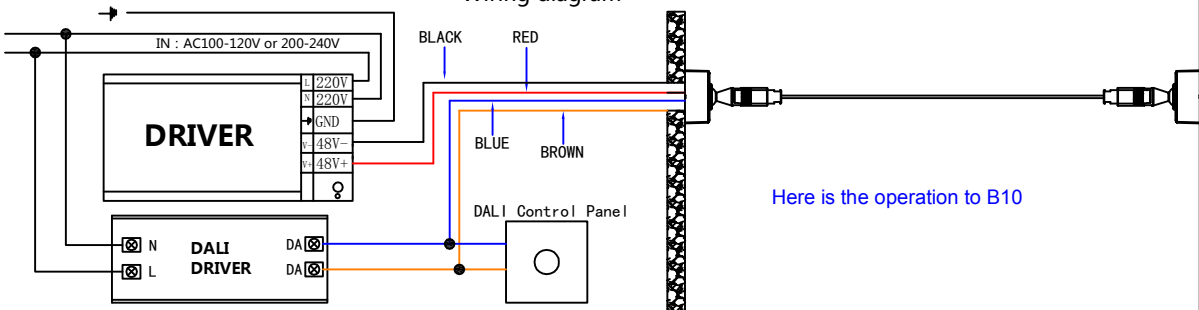 Wiring diagram
IN : AC100-120V or 200-240V
BLACK
RED
L 220V
N 220V
GND
V- 48V-
V+ 48V+
DRIVER
BLUE
BROWN
Here is the operation to B10
DALI Control Panel
N
L
DALI
DRIVER
DA
DA